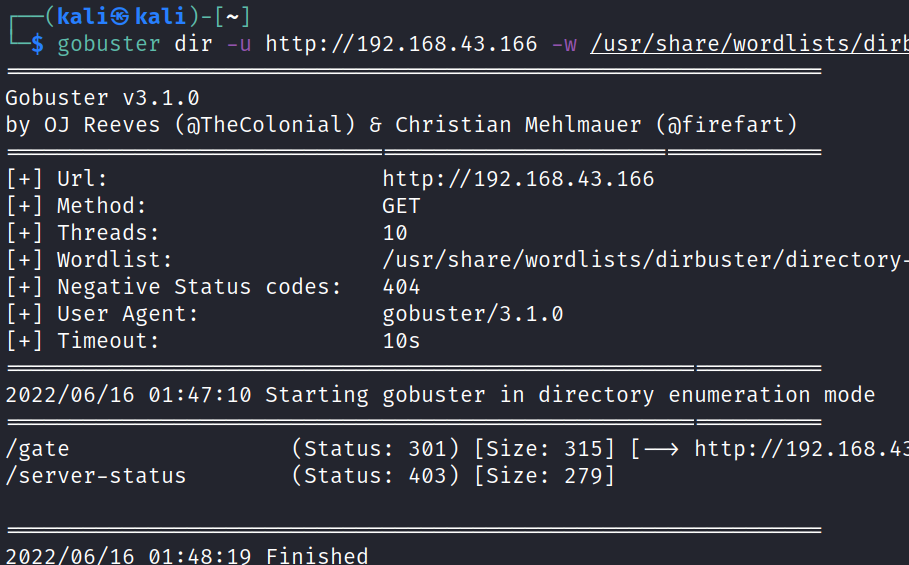 ┌──(kali㉿kali)-[~]
└─$ gobuster dir -u http://192.168.43.166 -w /usr/share/wordlists/dirb
Gobuster v3.1.0
by OJ Reeves (@TheColonial) & Christian Mehlmauer (@firefart)
[+] Url:                     http://192.168.43.166
[+] Method:                  GET
[+] Threads:                 10
[+] Wordlist:                /usr/share/wordlists/dirbuster/directory-
[+] Negative Status codes:   404
[+] User Agent:              gobuster/3.1.0
[+] Timeout:                 10s
2022/06/16 01:47:10 Starting gobuster in directory enumeration mode
/gate                 (Status: 301) [Size: 315] [--> http://192.168.43
/server-status        (Status: 403) [Size: 279]
2022/06/16 01:48:19 Finished